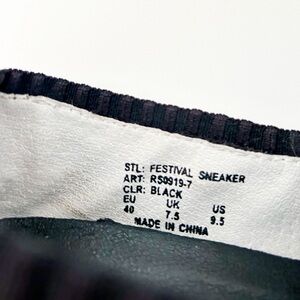 STL: FESTIVAL SNEAKER
ART: RS0919-7
CLR: BLACK
EU UK US
40 7.5 9.5
MADE IN CHINA